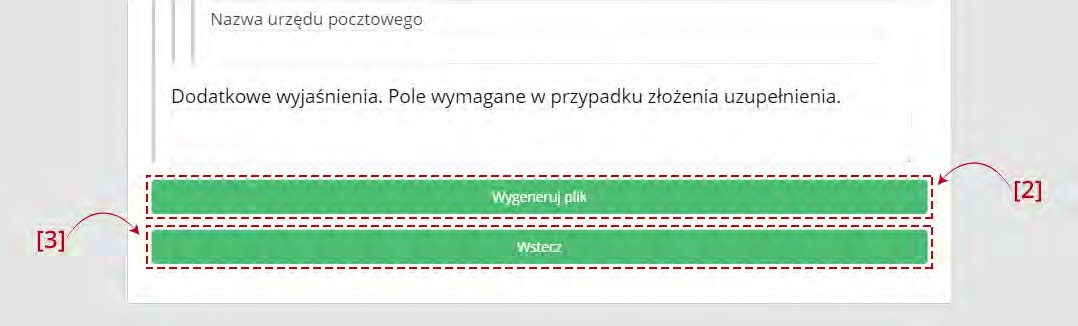 Nazwa urzędu pocztowego
Dodatkowe wyjaśnienia. Pole wymagane w przypadku złożenia uzupełnienia.
Wygeneruj plik
[2]
[3]
Wstecz